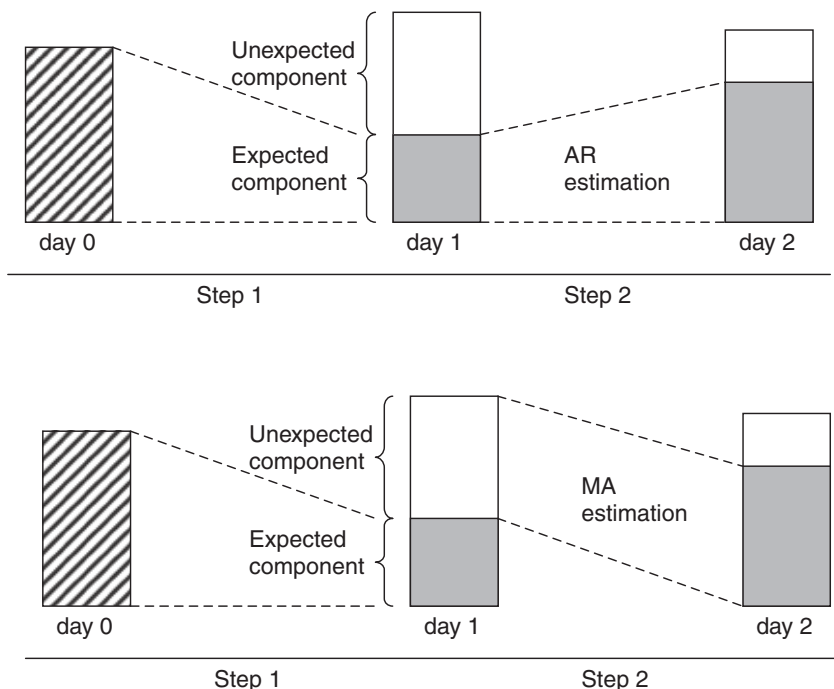 Unexpected
component
Expected
component
AR
estimation
day 0
day 1
day 2
Step 1
Step 2
Unexpected
component
MA
estimation
Expected
component
day 0
day 1
day 2
Step 1
Step 2